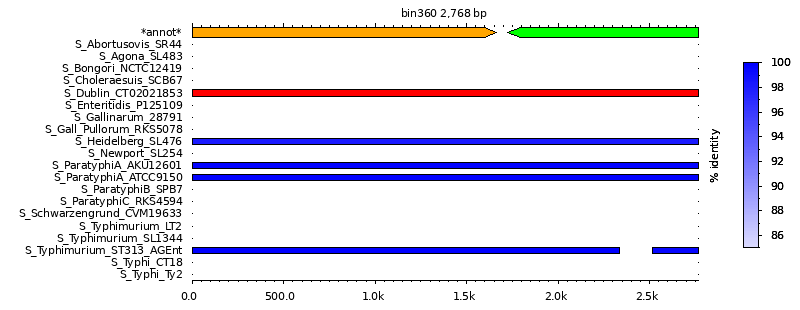 bin360 2,768 bp
*annot*
S_Abortusovis_SR44
S_Agona_SL483
S_Bongori_NCTC12419
S_Choleraesuis_SCB67
S_Dublin_CT02021853
S_Enteritidis_P125109
S_Gallinarum_28791
S_Gall_Pullorum_RKS5078
S_Heidelberg_SL476
S_Newport_SL254
S_ParatyphiA_AKU12601
S_ParatyphiA_ATCC9150
S_ParatyphiB_SPB7
S_ParatyphiC_RKS4594
S_Schwarzengrund_CVM19633
S_Typhimurium_LT2
S_Typhimurium_SL1344
S_Typhimurium_ST313_AGEnt
S_Typhi_CT18
S_Typhi_Ty2
0.0 500.0 1.0k 1.5k 2.0k 2.5k
% identity
100
98
96
94
92
90
88
86